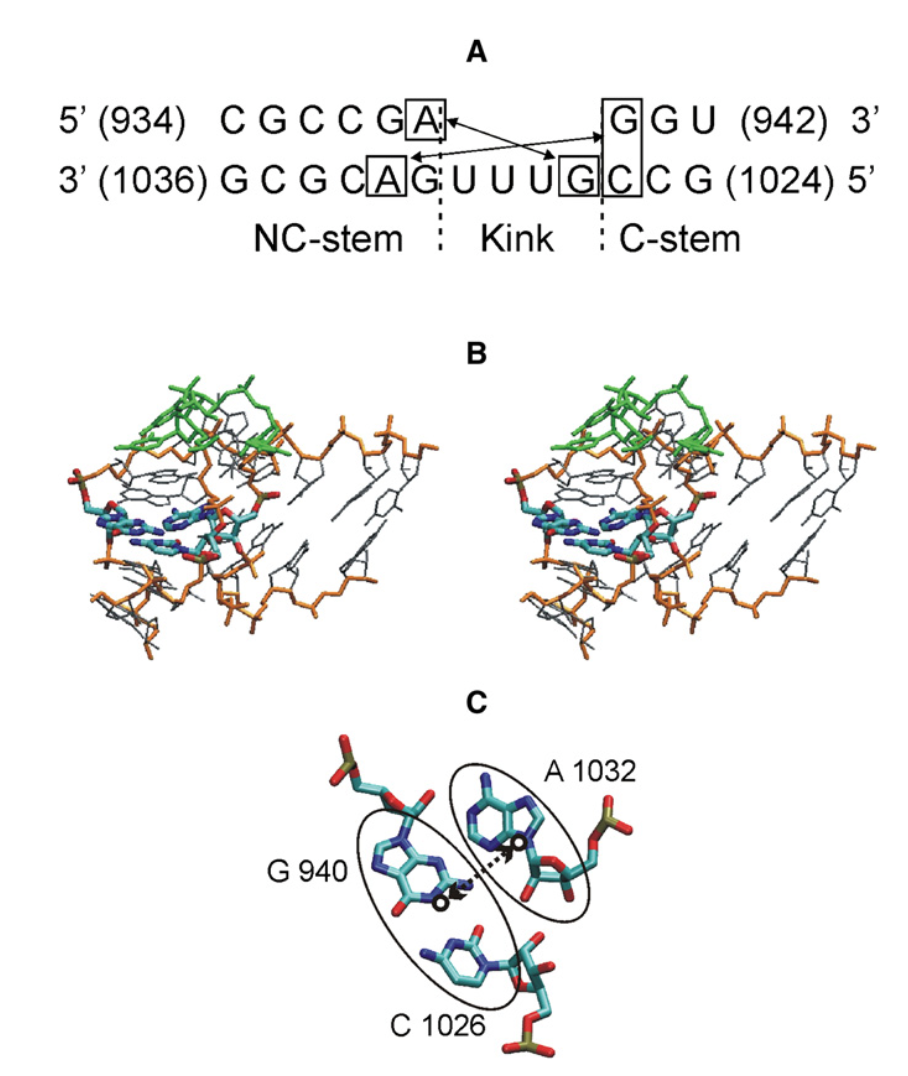 A
5’ (934) C G C C G A G G U (942) 3’
3’ (1036) G C G C A G U U U G C C G (1024) 5’
NC-stem Kink C-stem
B
C
A 1032
G 940
C 1026